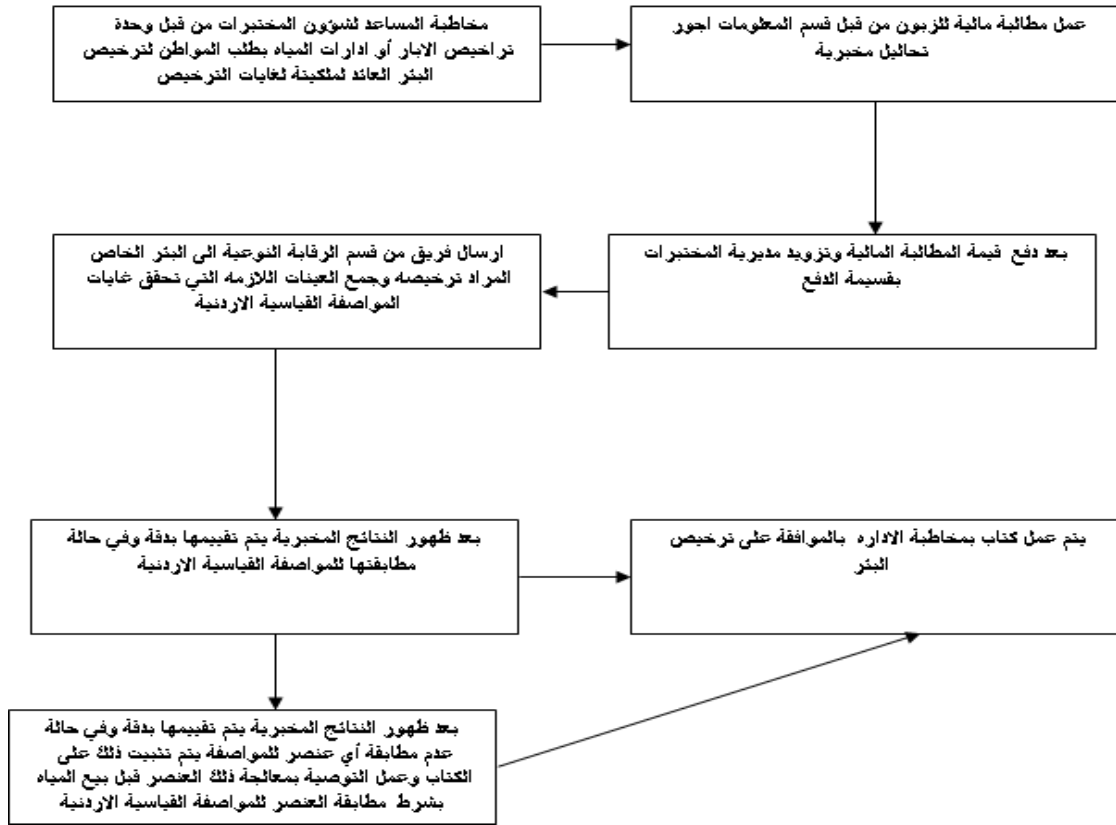 مخاطبة المساعد لشؤون المختبرات من قبل وحدة
تراخيص الابار أو ادارات المياه بطلب المواطن لترخيص
البئر العائد لملكيتة لغايات الترخيص
عمل مطالبة مالية للزبون من قبل قسم المعلومات اجور
تحاليل مخبرية
بعد دفع قيمة المطالبة المالية وتزويد مديرية المختبرات
بقسيمة الدفع
ارسال فريق من قسم الرقابة النوعية الى البئر الخاص
المراد ترخيصه وجمع العينات اللازمه التي تحقق غايات
المواصفة القياسية الاردنية
بعد ظهور النتائج المخبرية يتم تقييمها بدقة وفي حالة
مطابقتها للمواصفة القياسية الاردنية
يتم عمل كتاب بمخاطبة الاداره بالموافقة على ترخيص
البئر
بعد ظهور النتائج المخبرية يتم تقييمها بدقة وفي حالة
عدم مطابقة أي عنصر للمواصفة يتم تثبيت ذلك على
الكتاب وعمل التوصية بمعالجة ذلك العنصر قبل بيع المياه
بشرط مطابقة العنصر للمواصفة القياسية الاردنية